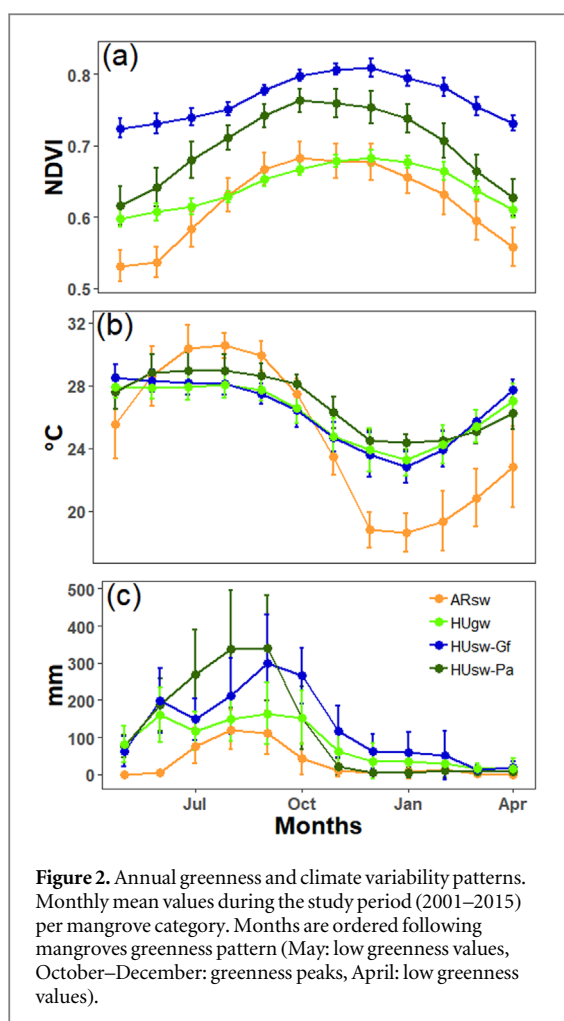 (a)
NDVI
0.8
0.7
0.6
0.5
(b)
°C
32
28
24
20
(c)
mm
500
400
300
200
100
0
ARsw
HUgw
HUsw-Gf
HUsw-Pa
Jul
Oct
Jan
Apr
Months
Figure 2. Annual greenness and climate variability patterns.
Monthly mean values during the study period (2001–2015)
per mangrove category. Months are ordered following
mangroves greenness pattern (May: low greenness values,
October–December: greenness peaks, April: low greenness
values).